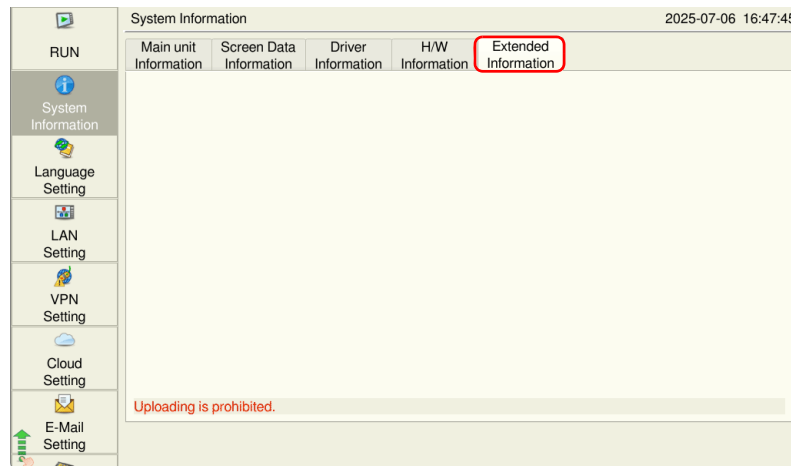 System Information
2025-07-06 16:47:45
RUN
Main unit
Information
Screen Data
Information
Driver
Information
H/W
Information
Extended
Information
System
Information
Language
Setting
LAN
Setting
VPN
Setting
Cloud
Setting
Uploading is prohibited.
E-Mail
Setting